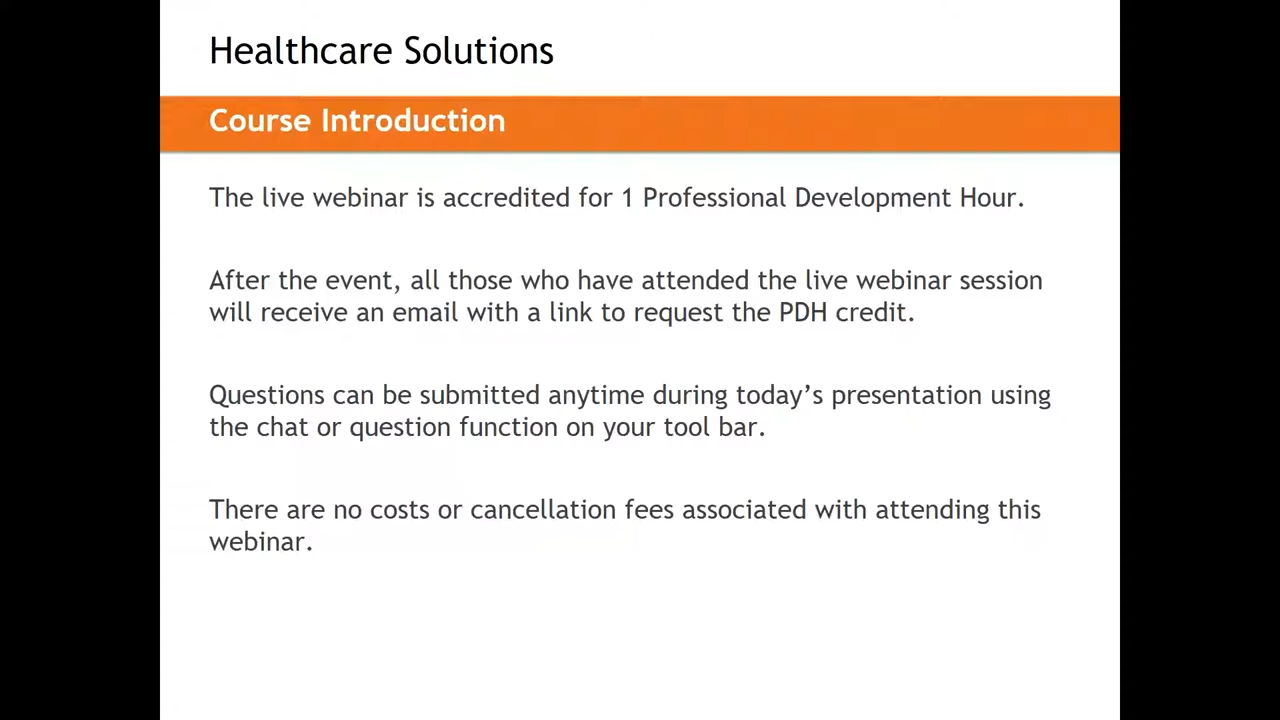 Healthcare Solutions
Course Introduction
The live webinar is accredited for 1 Professional Development Hour.
After the event, all those who have attended the live webinar session
will receive an email with a link to request the PDH credit.
Questions can be submitted anytime during today’s presentation using
the chat or question function on your tool bar.
There are no costs or cancellation fees associated with attending this
webinar.